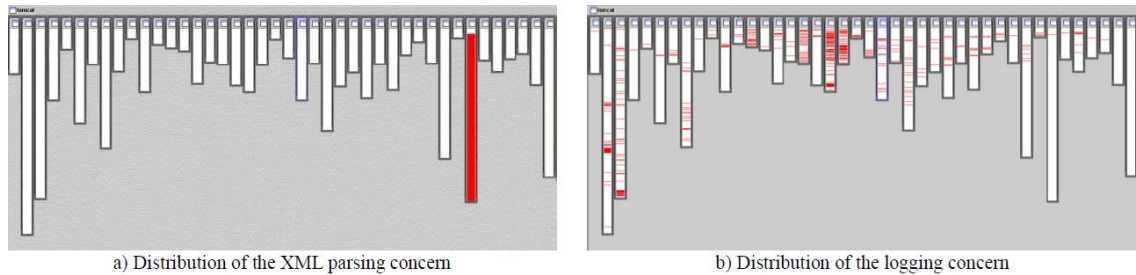 tomcat
tomcat
a) Distribution of the XML parsing concern
b) Distribution of the logging concern